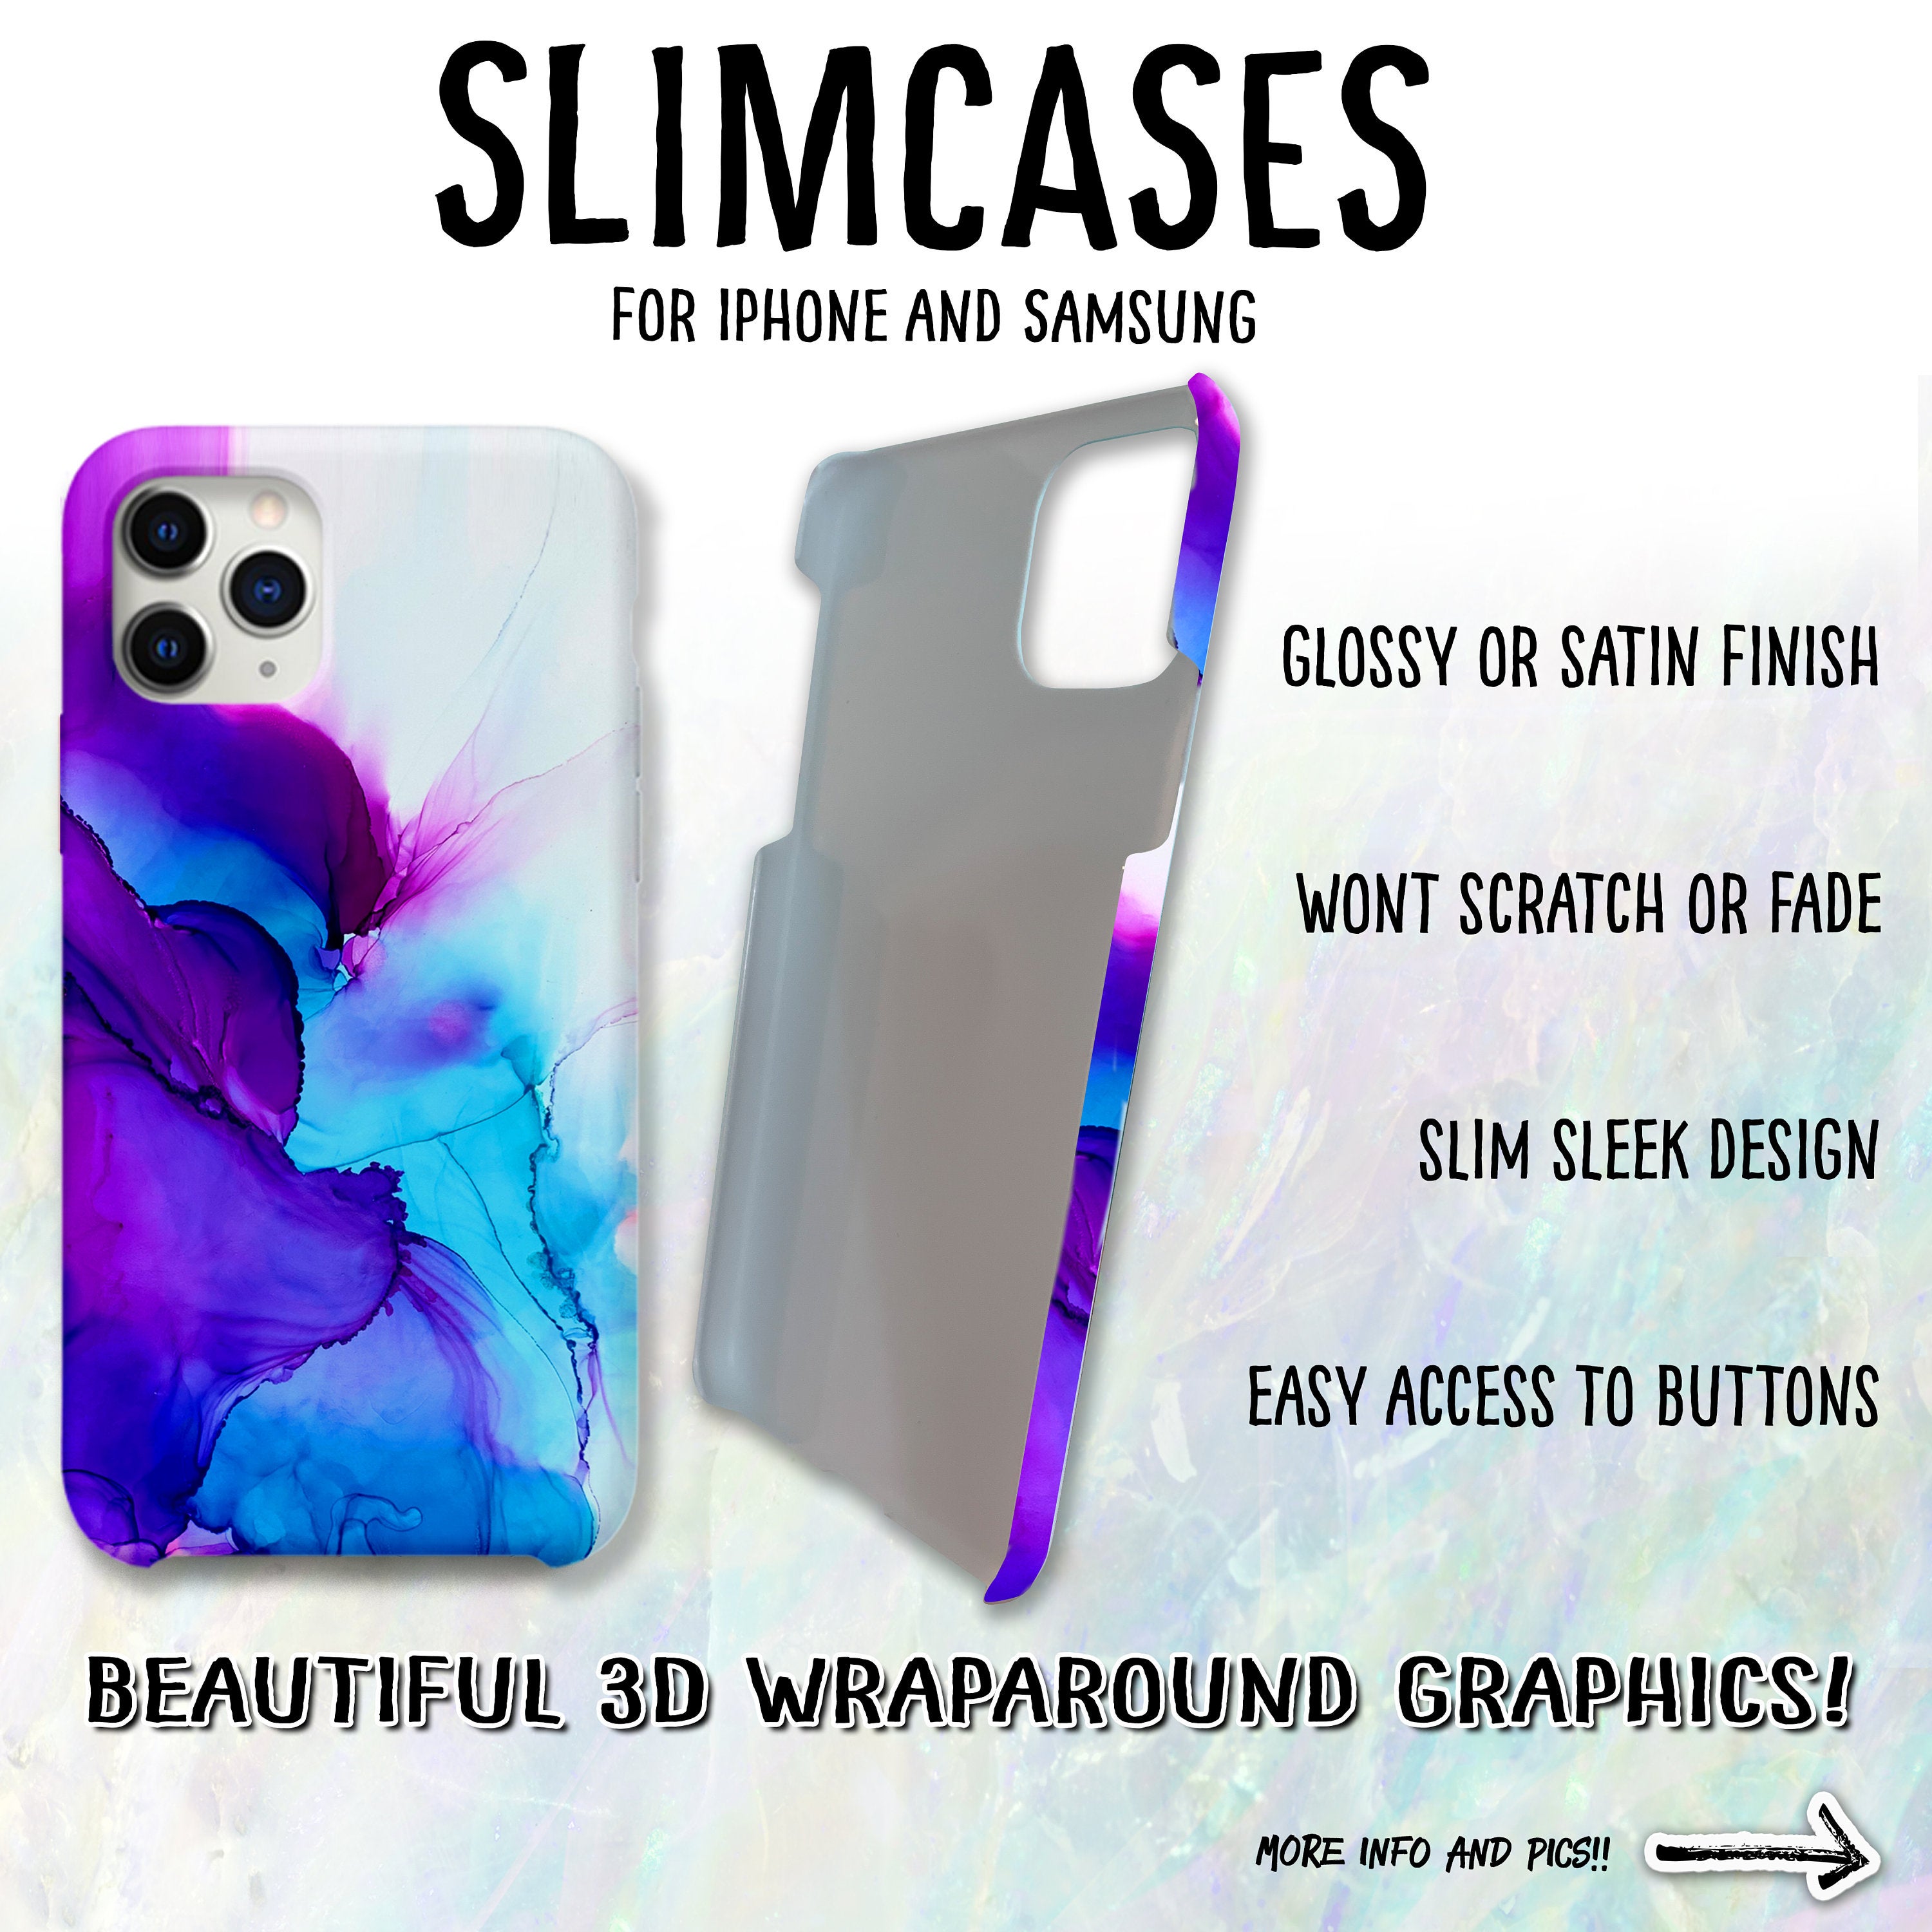 SLIMCASES
FOR IPHONE AND SAMSUNG
GLOSSY OR SATIN FINISH
WONT SCRATCH OR FADE
SLIM SLEEK DESIGN
EASY ACCESS TO BUTTONS
BEAUTIFUL 3D WRAPAROUND GRAPHICS!
MORE INFO AND PICS!!